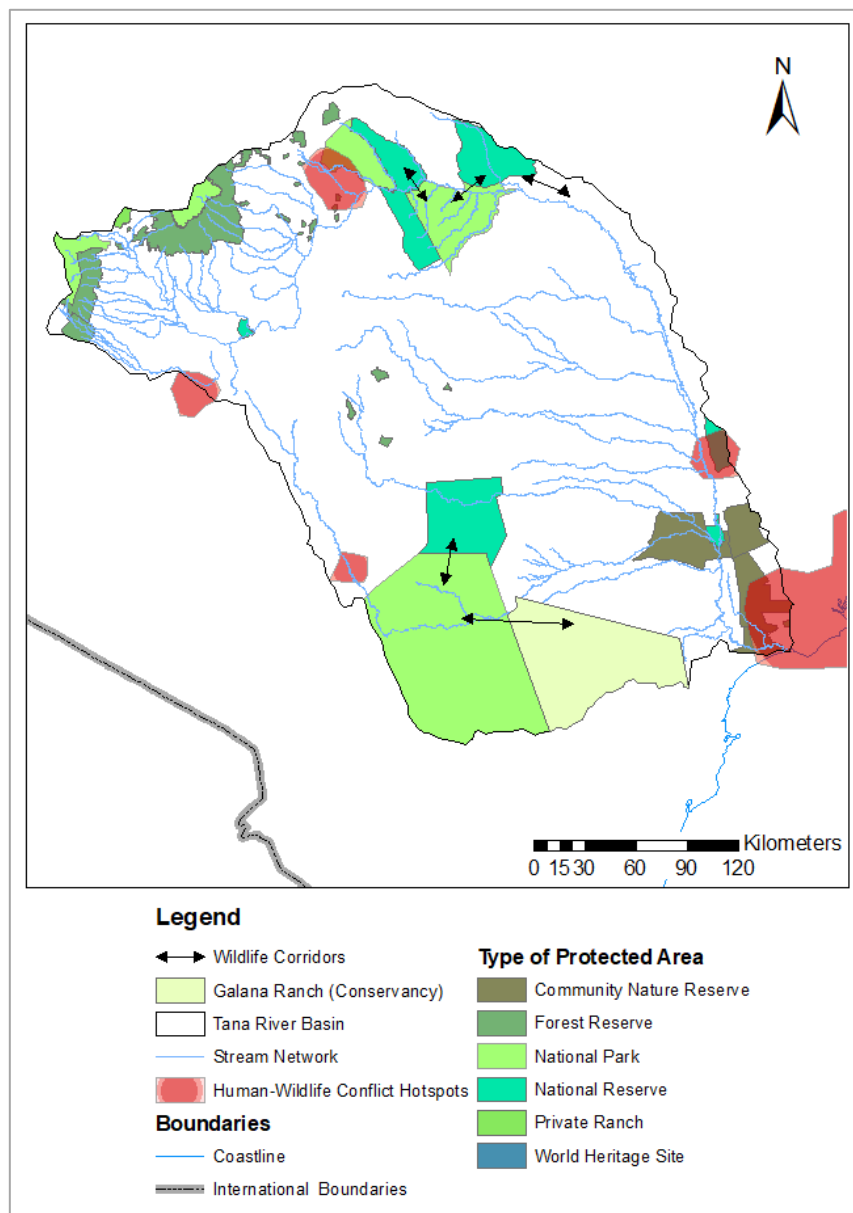 N
Kilometers
0 15 30 60 90 120
Legend
Wildlife Corridors
Galana Ranch (Conservancy)
Tana River Basin
Stream Network
Human-Wildlife Conflict Hotspots
Boundaries
Coastline
International Boundaries
Type of Protected Area
Community Nature Reserve
Forest Reserve
National Park
National Reserve
Private Ranch
World Heritage Site